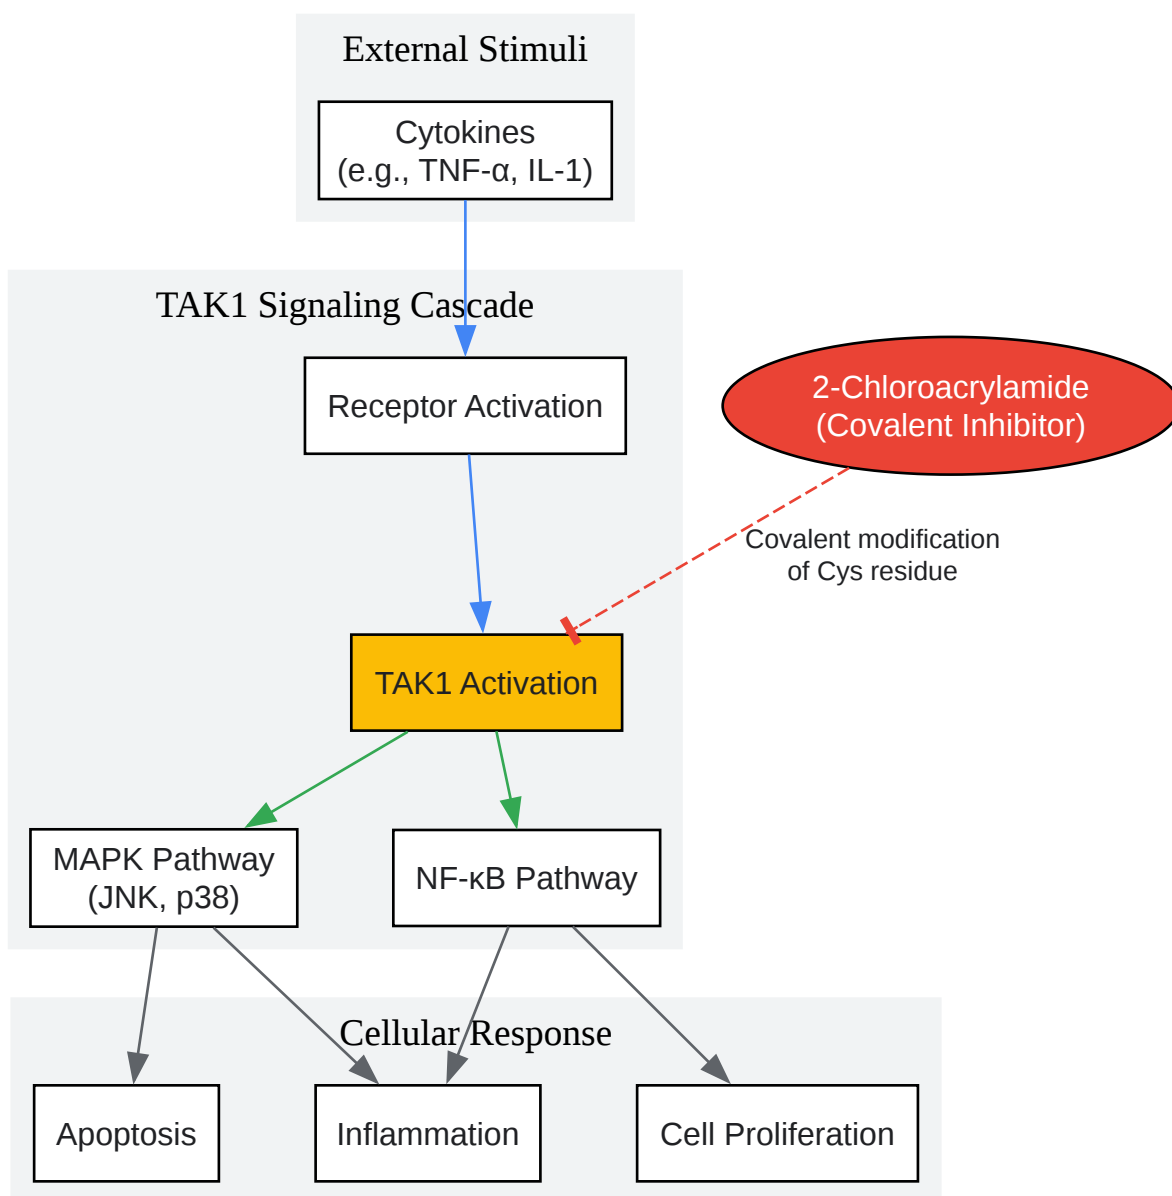 External Stimuli
Cytokines
(e.g., TNF-α, IL-1)
TAK1 Signaling Cascade
Receptor Activation
2-Chloroacrylamide
(Covalent Inhibitor)
Covalent modification
of Cys residue
TAK1 Activation
MAPK Pathway
(JNK, p38)
NF-κB Pathway
Cellular Response
Apoptosis
Inflammation
Cell Proliferation